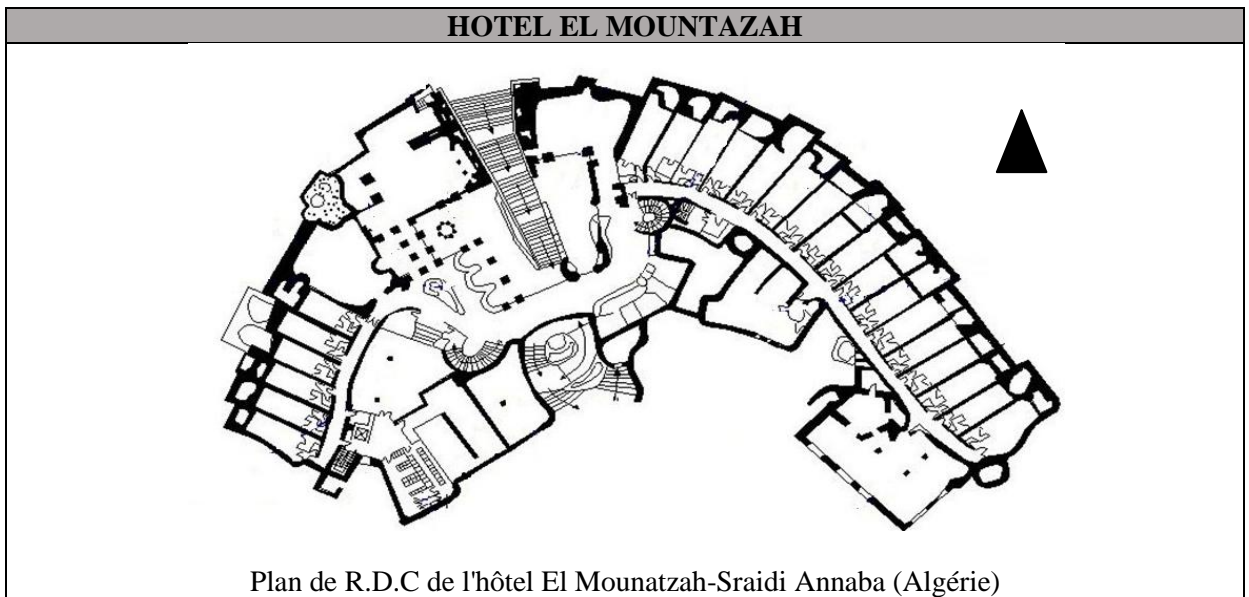 HOTEL EL MOUNTAZAH
Plan de R.D.C de l'hôtel El Mounatzah-Sraidi Annaba (Algérie)